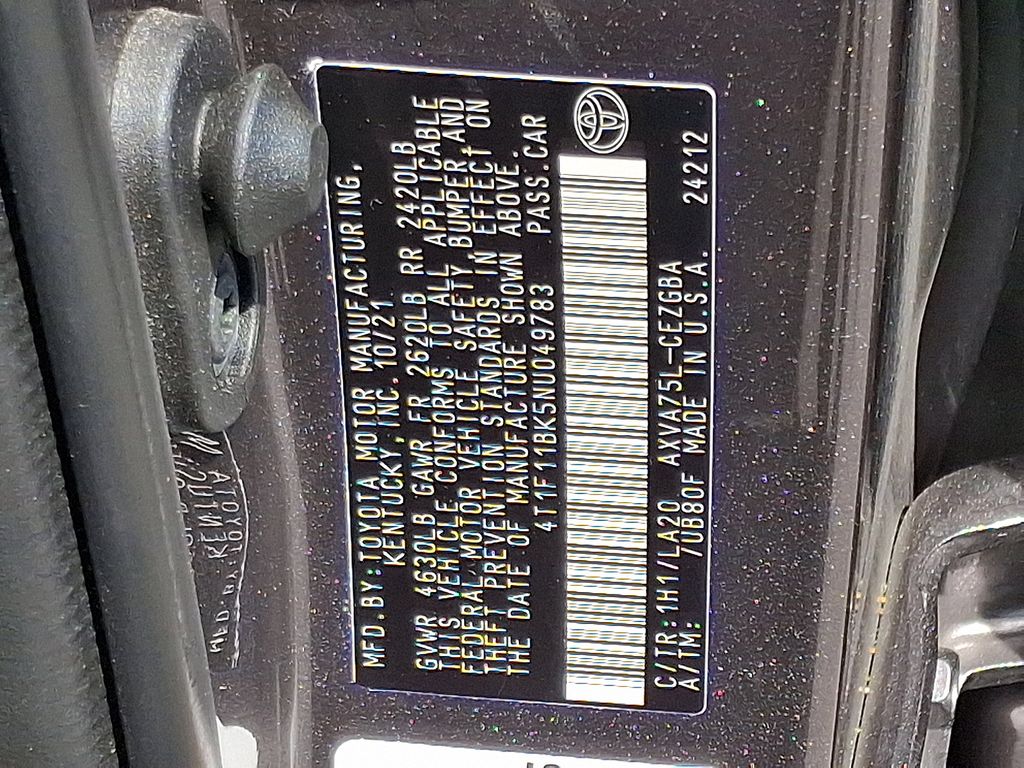 MFD.BY:TOYOTA MOTOR MANUFACTURING,
KENTUCKY, INC. 10/21
GVWR 4630LB GAWR FR 2620LB RR 2420LB
THIS VEHICLE CONFORMS TO ALL APPLICABLE
FEDERAL MOTOR VEHICLE SAFETY, BUMPER, AND
THEFT PREVENTION STANDARDS IN EFFECT ON
THE DATE OF MANUFACTURE SHOWN ABOVE.
4T1F11BK5NU049783 PASS.CAR
C/TR:1H1/LA20 AXVA75L-CEZGBA
A/TM: /UB80F MADE IN U.S.A. 24212